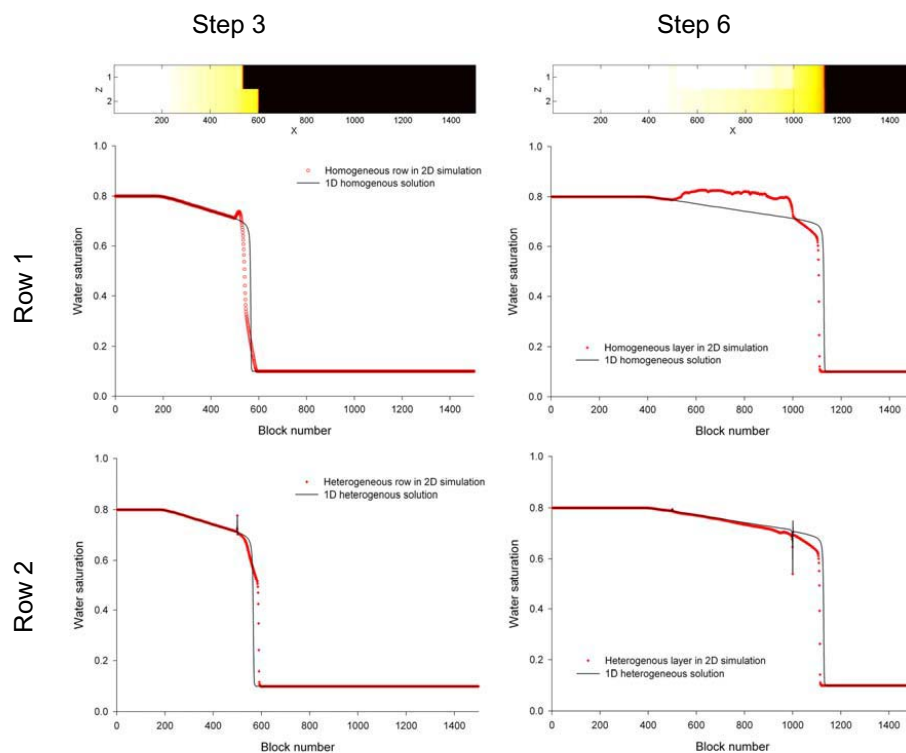 Step 3
Step 6
Z
1
2
200 400 600 800 1000 1200 1400
X
Z
1
2
200 400 600 800 1000 1200 1400
X
Row 1
Water saturation
1.0
0.8
0.6
0.4
0.2
0.0
Homogeneous row in 2D simulation
1D homogenous solution
0 200 400 600 800 1000 1200 1400
Block number
Water saturation
1.0
0.8
0.6
0.4
0.2
0.0
Homogeneous layer in 2D simulation
1D homogeneous solution
0 200 400 600 800 1000 1200 1400
Block number
Row 2
Water saturation
1.0
0.8
0.6
0.4
0.2
0.0
Heterogeneous row in 2D simulation
1D heterogenous solution
0 200 400 600 800 1000 1200 1400
Block number
Water saturation
1.0
0.8
0.6
0.4
0.2
0.0
Heterogenous layer in 2D simulation
1D heterogeneous solution
0 200 400 600 800 1000 1200 1400
Block number